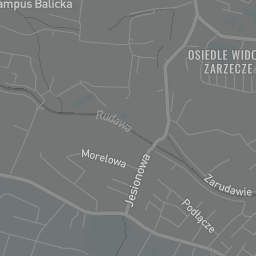 ampus Balicka
OSIEDLE WIDO
ZARZECZE
Rudawa
Morelowa
Jesionowa
Zarudawie
Podłącze